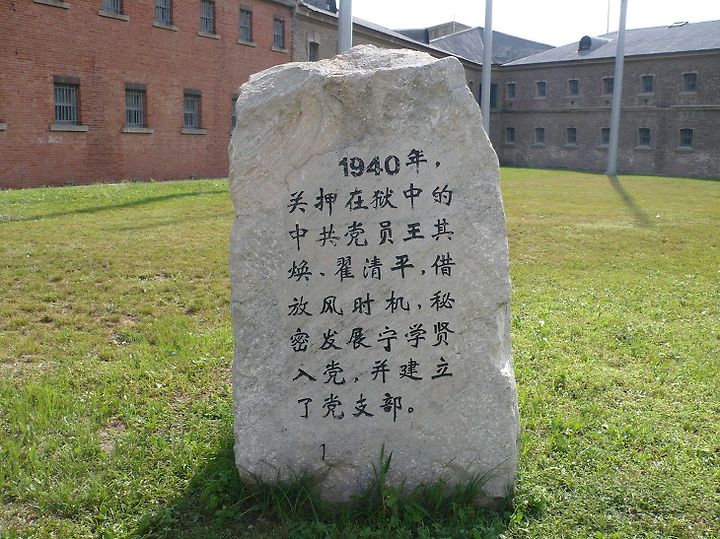 1940年，
关押在狱中的
中共党员王其
焕、翟清平，借
放风时机，秘
密发展宁学贤
入党，并建立
了党支部。